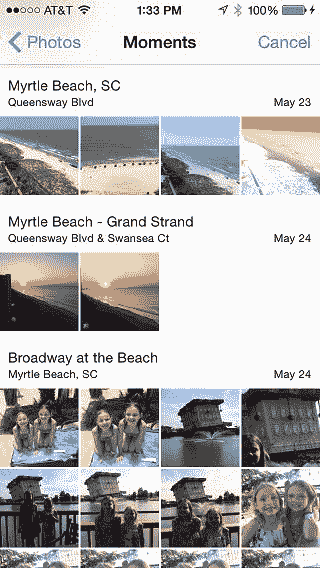 AT&T 1:33 PM 100%
Photos Moments Cancel
Myrtle Beach, SC
Queensway Blvd May 23
Myrtle Beach - Grand Strand
Queensway Blvd & Swansea Ct May 24
Broadway at the Beach
Myrtle Beach, SC May 24